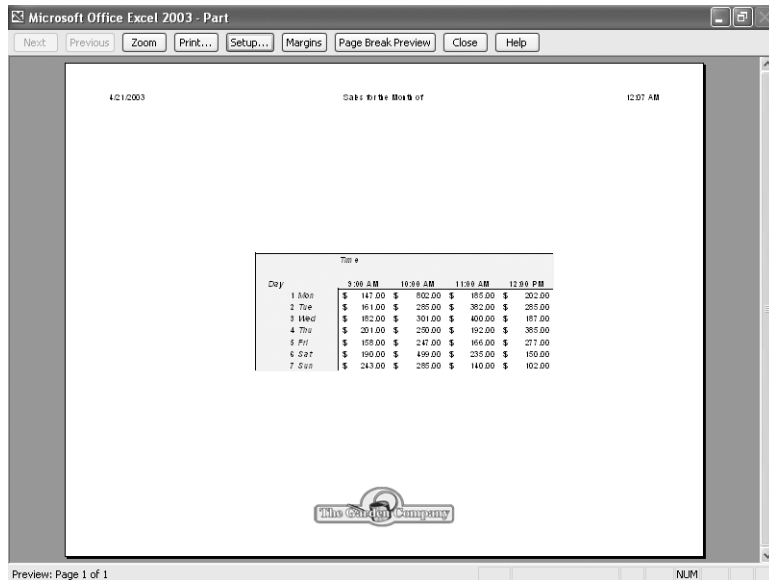 Microsoft Office Excel 2003 - Part
Next Previous Zoom Print... Setup... Margins Page Break Preview Close Help
4/21/2003 Sales for the Month of 12:07 AM
Time
Day 9:00 AM 10:00 AM 11:00 AM 12:00 PM
1 Mon $ 147.00 $ 802.00 $ 185.00 $ 202.00
2 Tue $ 161.00 $ 285.00 $ 382.00 $ 285.00
3 Wed $ 182.00 $ 301.00 $ 400.00 $ 187.00
4 Thu $ 201.00 $ 250.00 $ 192.00 $ 385.00
5 Fri $ 158.00 $ 247.00 $ 166.00 $ 277.00
6 Sat $ 190.00 $ 499.00 $ 235.00 $ 150.00
7 Sun $ 243.00 $ 285.00 $ 140.00 $ 102.00
The Garden Company
Preview: Page 1 of 1 NUM